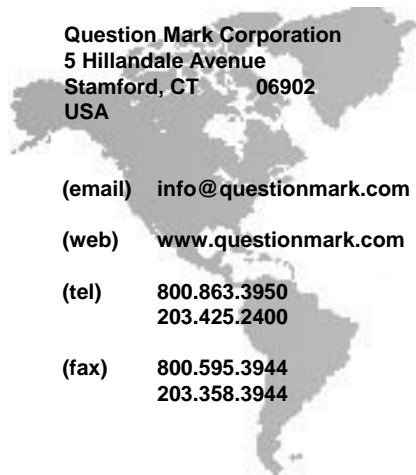 Question Mark Corporation
5 Hillandale Avenue
Stamford, CT 06902
USA
(email) info@questionmark.com
(web) www.questionmark.com
(tel) 800.863.3950
203.425.2400
(fax) 800.595.3944
203.358.3944